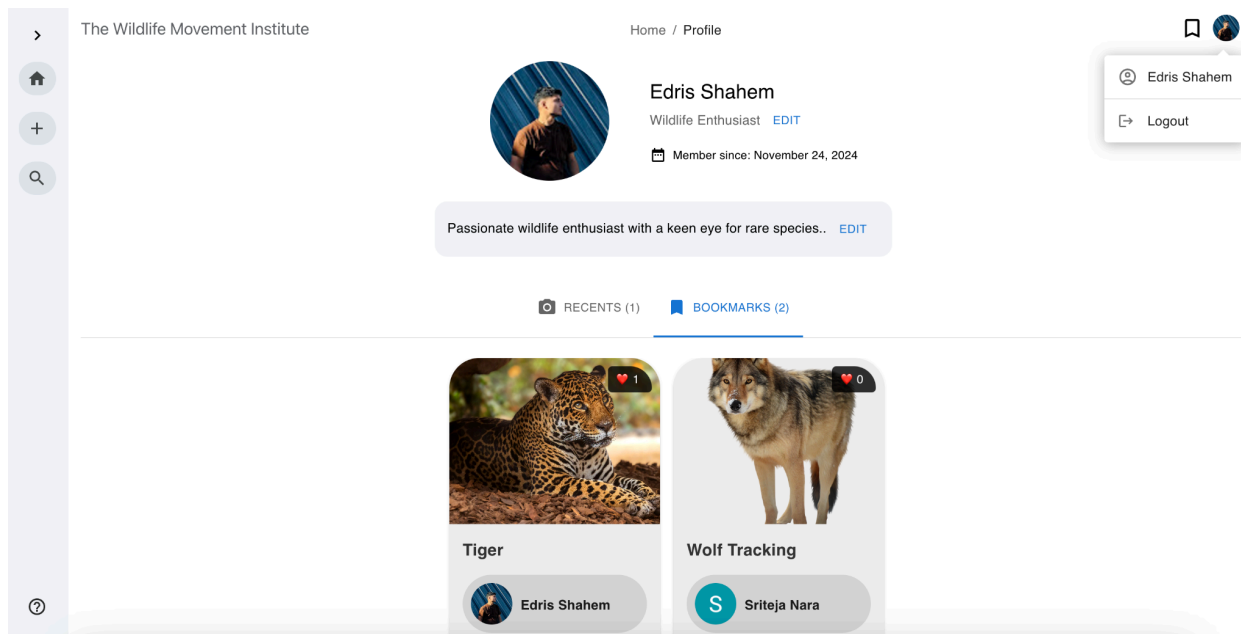 The Wildlife Movement Institute
Home / Profile
Edris Shahem
Logout
Edris Shahem
Wildlife Enthusiast EDIT
Member since: November 24, 2024
Passionate wildlife enthusiast with a keen eye for rare species.. EDIT
RECENTS (1)
BOOKMARKS (2)
1
0
Tiger
Wolf Tracking
Edris Shahem
S
Sriteja Nara